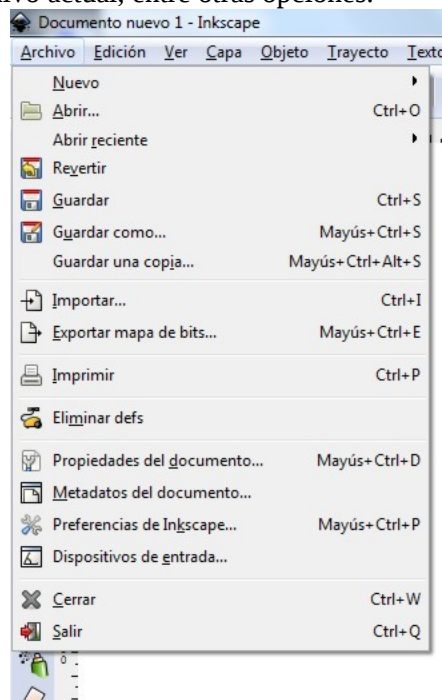 vo actual, entre otras opciones.
Documento nuevo 1 - Inkscape
Archivo Edición Ver Capa Objeto Trayecto Texto
Nuevo
Abrir... Ctrl+O
Abrir reciente
Revertir
Guardar Ctrl+S
Guardar como... Mayús+Ctrl+S
Guardar una copia... Mayús+Ctrl+Alt+S
Importar... Ctrl+I
Exportar mapa de bits... Mayús+Ctrl+E
Imprimir Ctrl+P
Eliminar defs
Propiedades del documento... Mayús+Ctrl+D
Metadatos del documento...
Preferencias de Inkscape... Mayús+Ctrl+P
Dispositivos de entrada...
Cerrar Ctrl+W
Salir Ctrl+Q
0